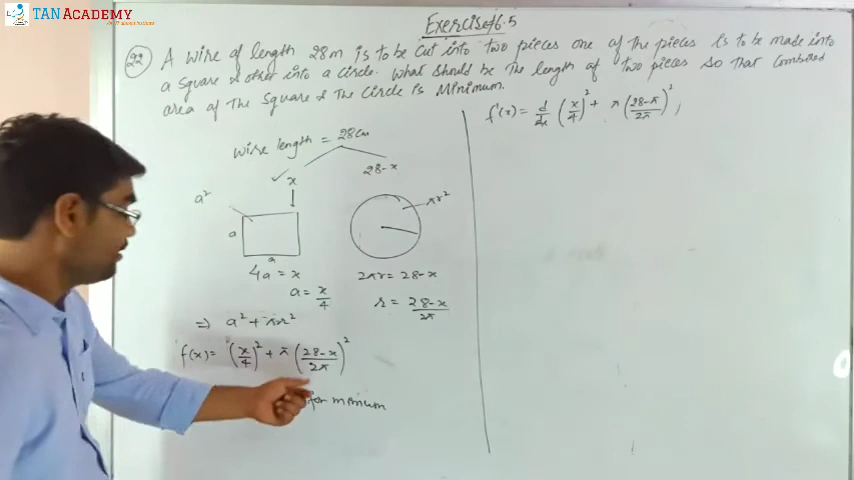 TAN ACADEMY
Exercise 6.5
22 A wire of length 28m is to be cut into two pieces one of the pieces is to be made into
a square & other into a circle. What should be the length of two pieces so that combined
area of the square & the circle is minimum.
f'(x) = d/dx (x/4)² + π((28-x)/2π)²,
wire length = 28cm
✓ x
28-x
a²
πr²
a
a
4a = x
2πr = 28-x
a = x/4
r = (28-x)/2π
=> a² + πr²
f(x) = (x/4)² + π((28-x)/2π)²
for minimum